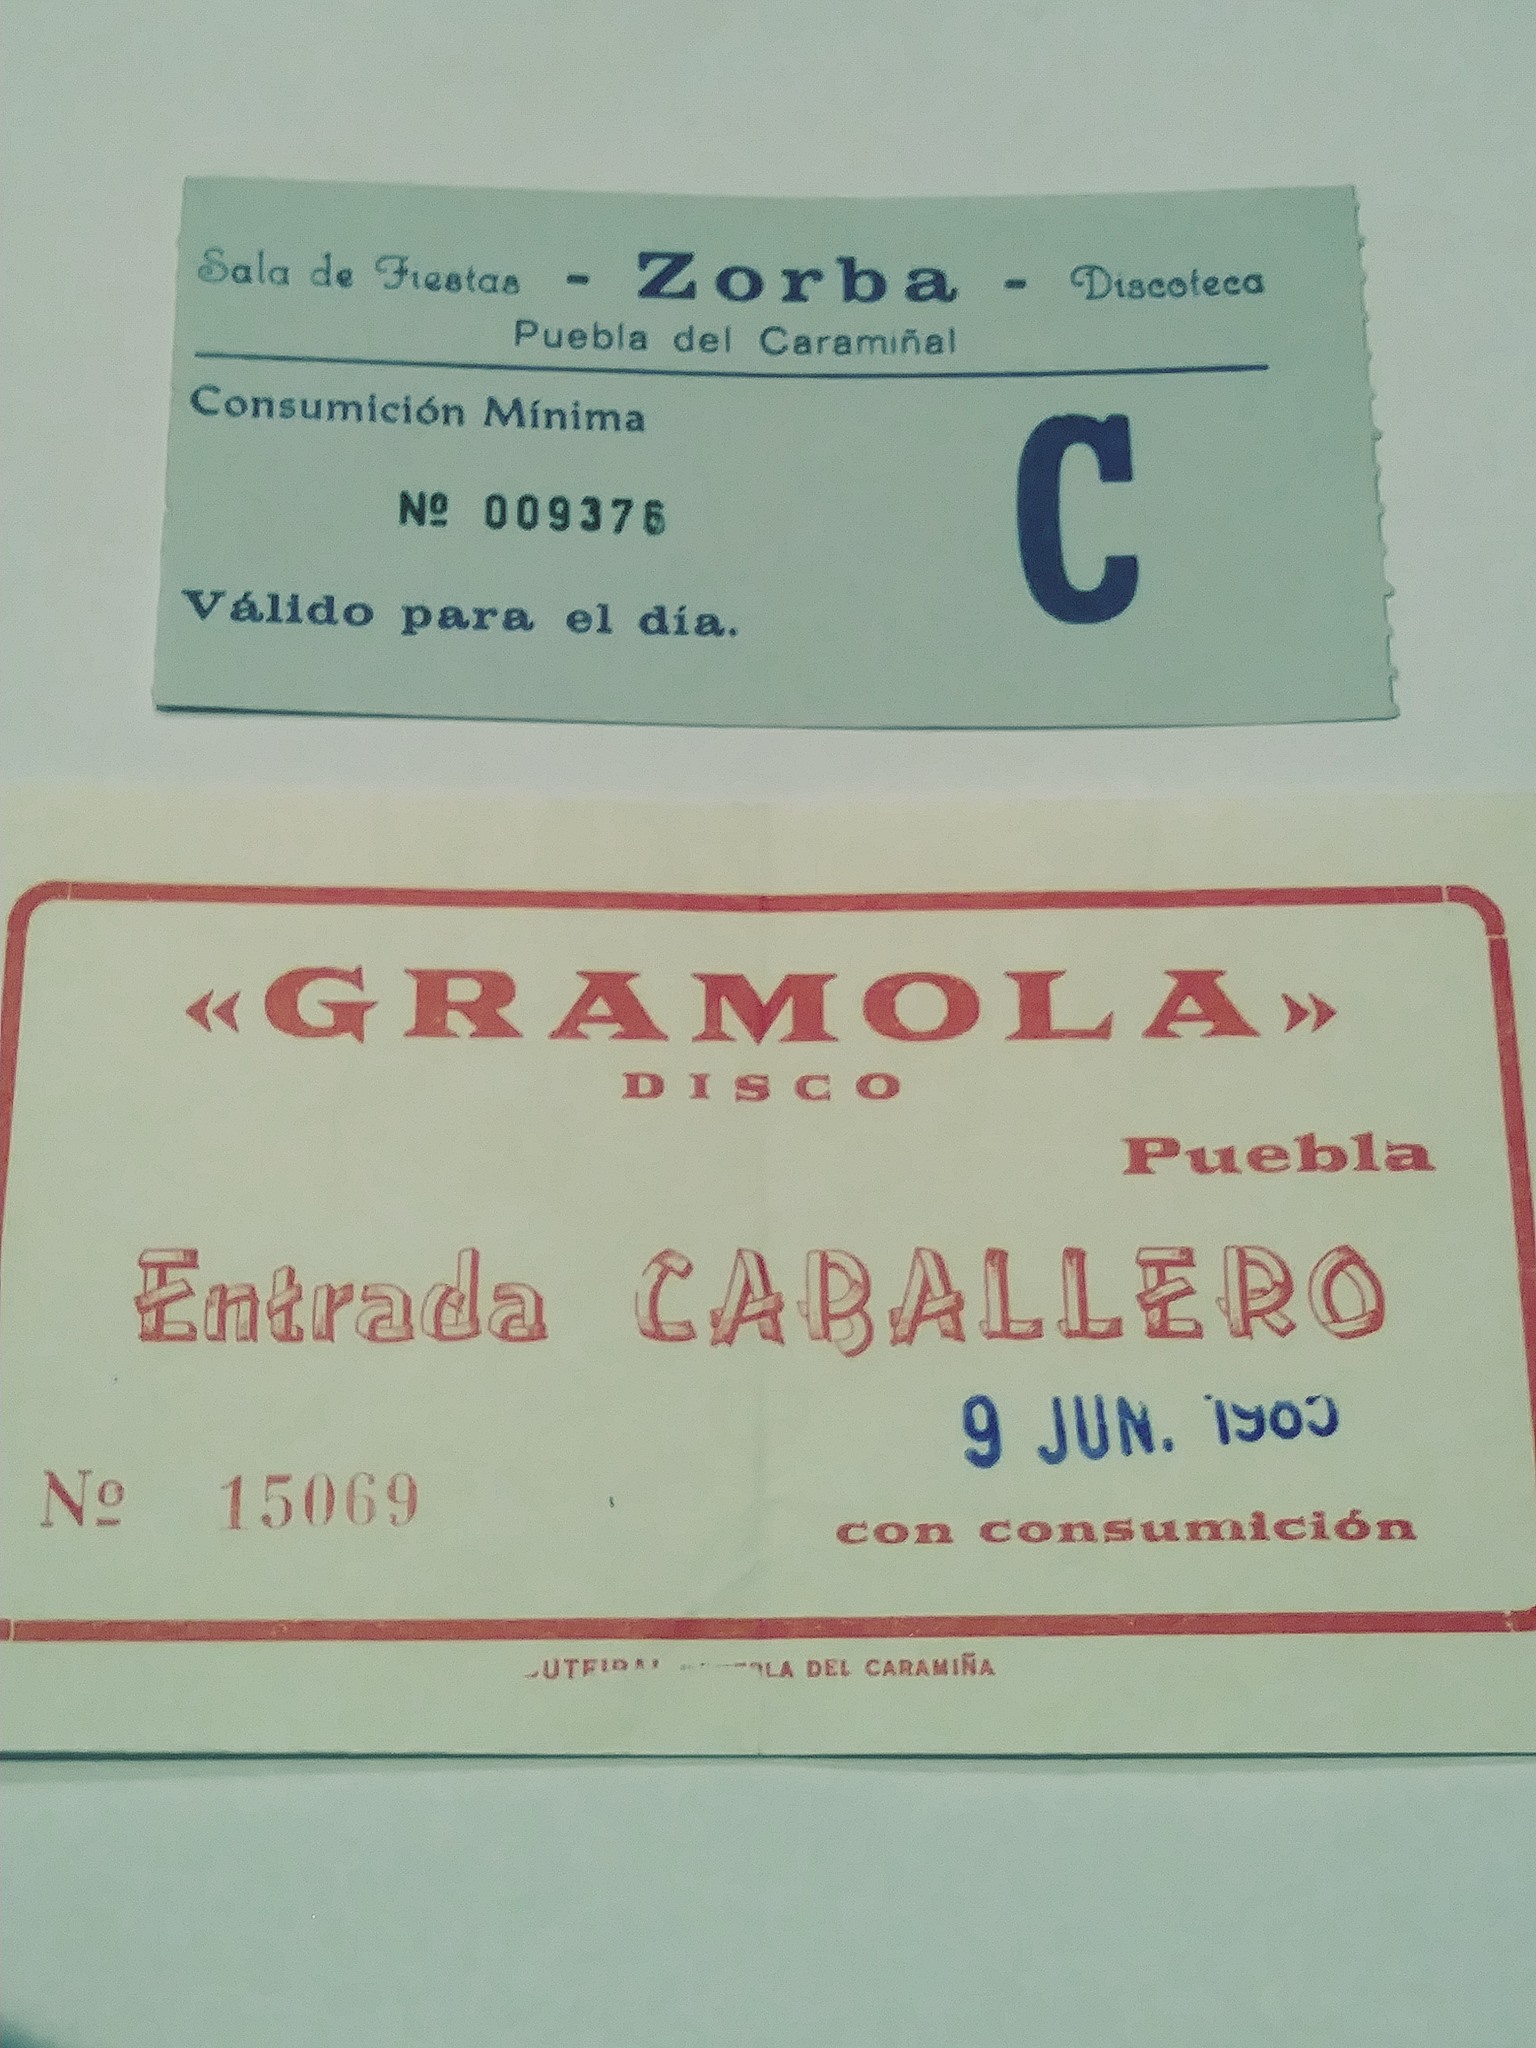 Sala de Fiestas - Zorba - Discoteca
Puebla del Caramiñal
Consumición Mínima
C
Nº 009376
Válido para el día.
«GRAMOLA»
DISCO
Puebla
Entrada CABALLERO
9 JUN.
Nº 15069
con consumición
DEL CARAMIÑA